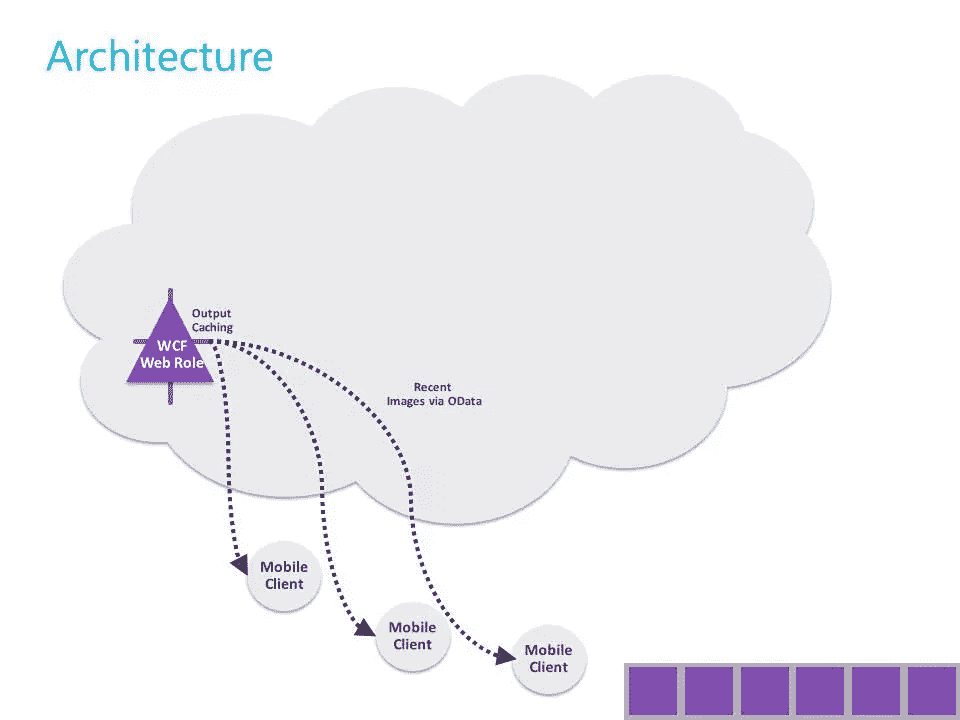 Architecture
Output
Caching
WCF
Web Role
Recent
Images via OData
Mobile
Client
Mobile
Client
Mobile
Client